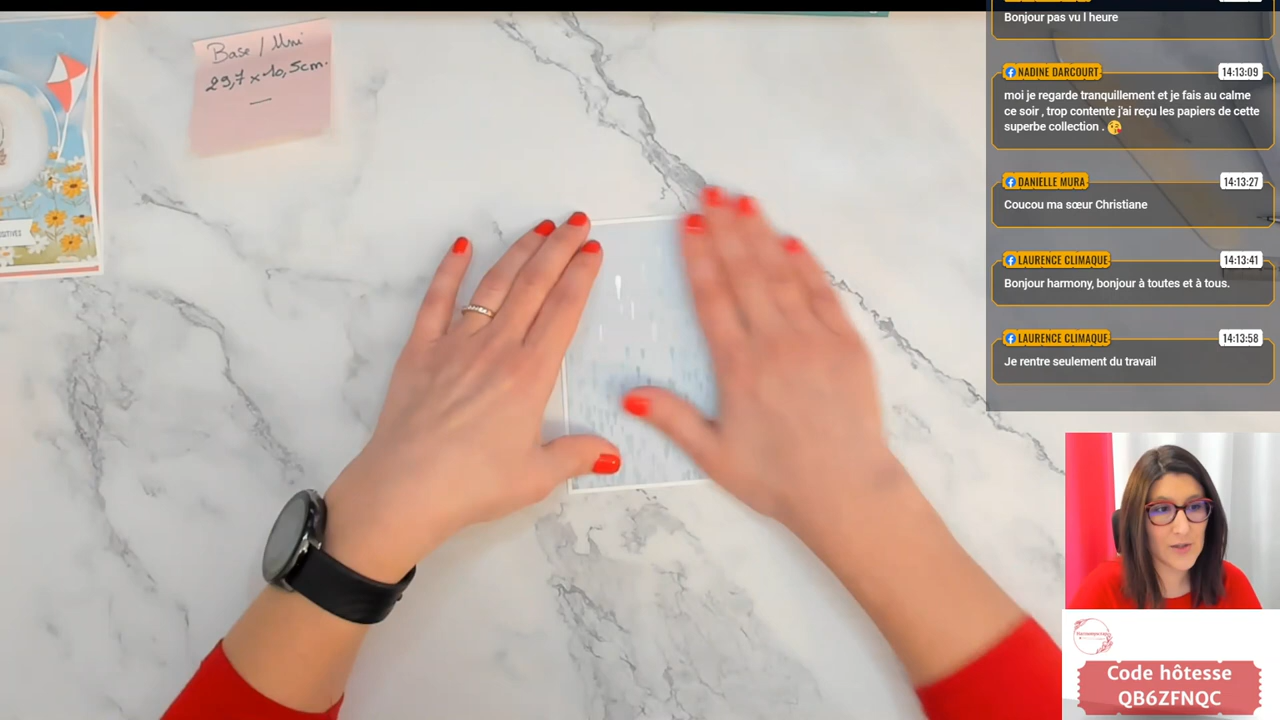 Base / Uni
29,7 x 10,5cm.
Bonjour pas vu l heure
NADINE DARCOURT
14:13:09
moi je regarde tranquillement et je fais au calme
ce soir , trop contente j'ai reçu les papiers de cette
superbe collection . 😘
DANIELLE MURA
14:13:27
Coucou ma sœur Christiane
LAURENCE CLIMAQUE
14:13:41
Bonjour harmony, bonjour à toutes et à tous.
LAURENCE CLIMAQUE
14:13:58
Je rentre seulement du travail
Code hôtesse
QB6ZFNQC